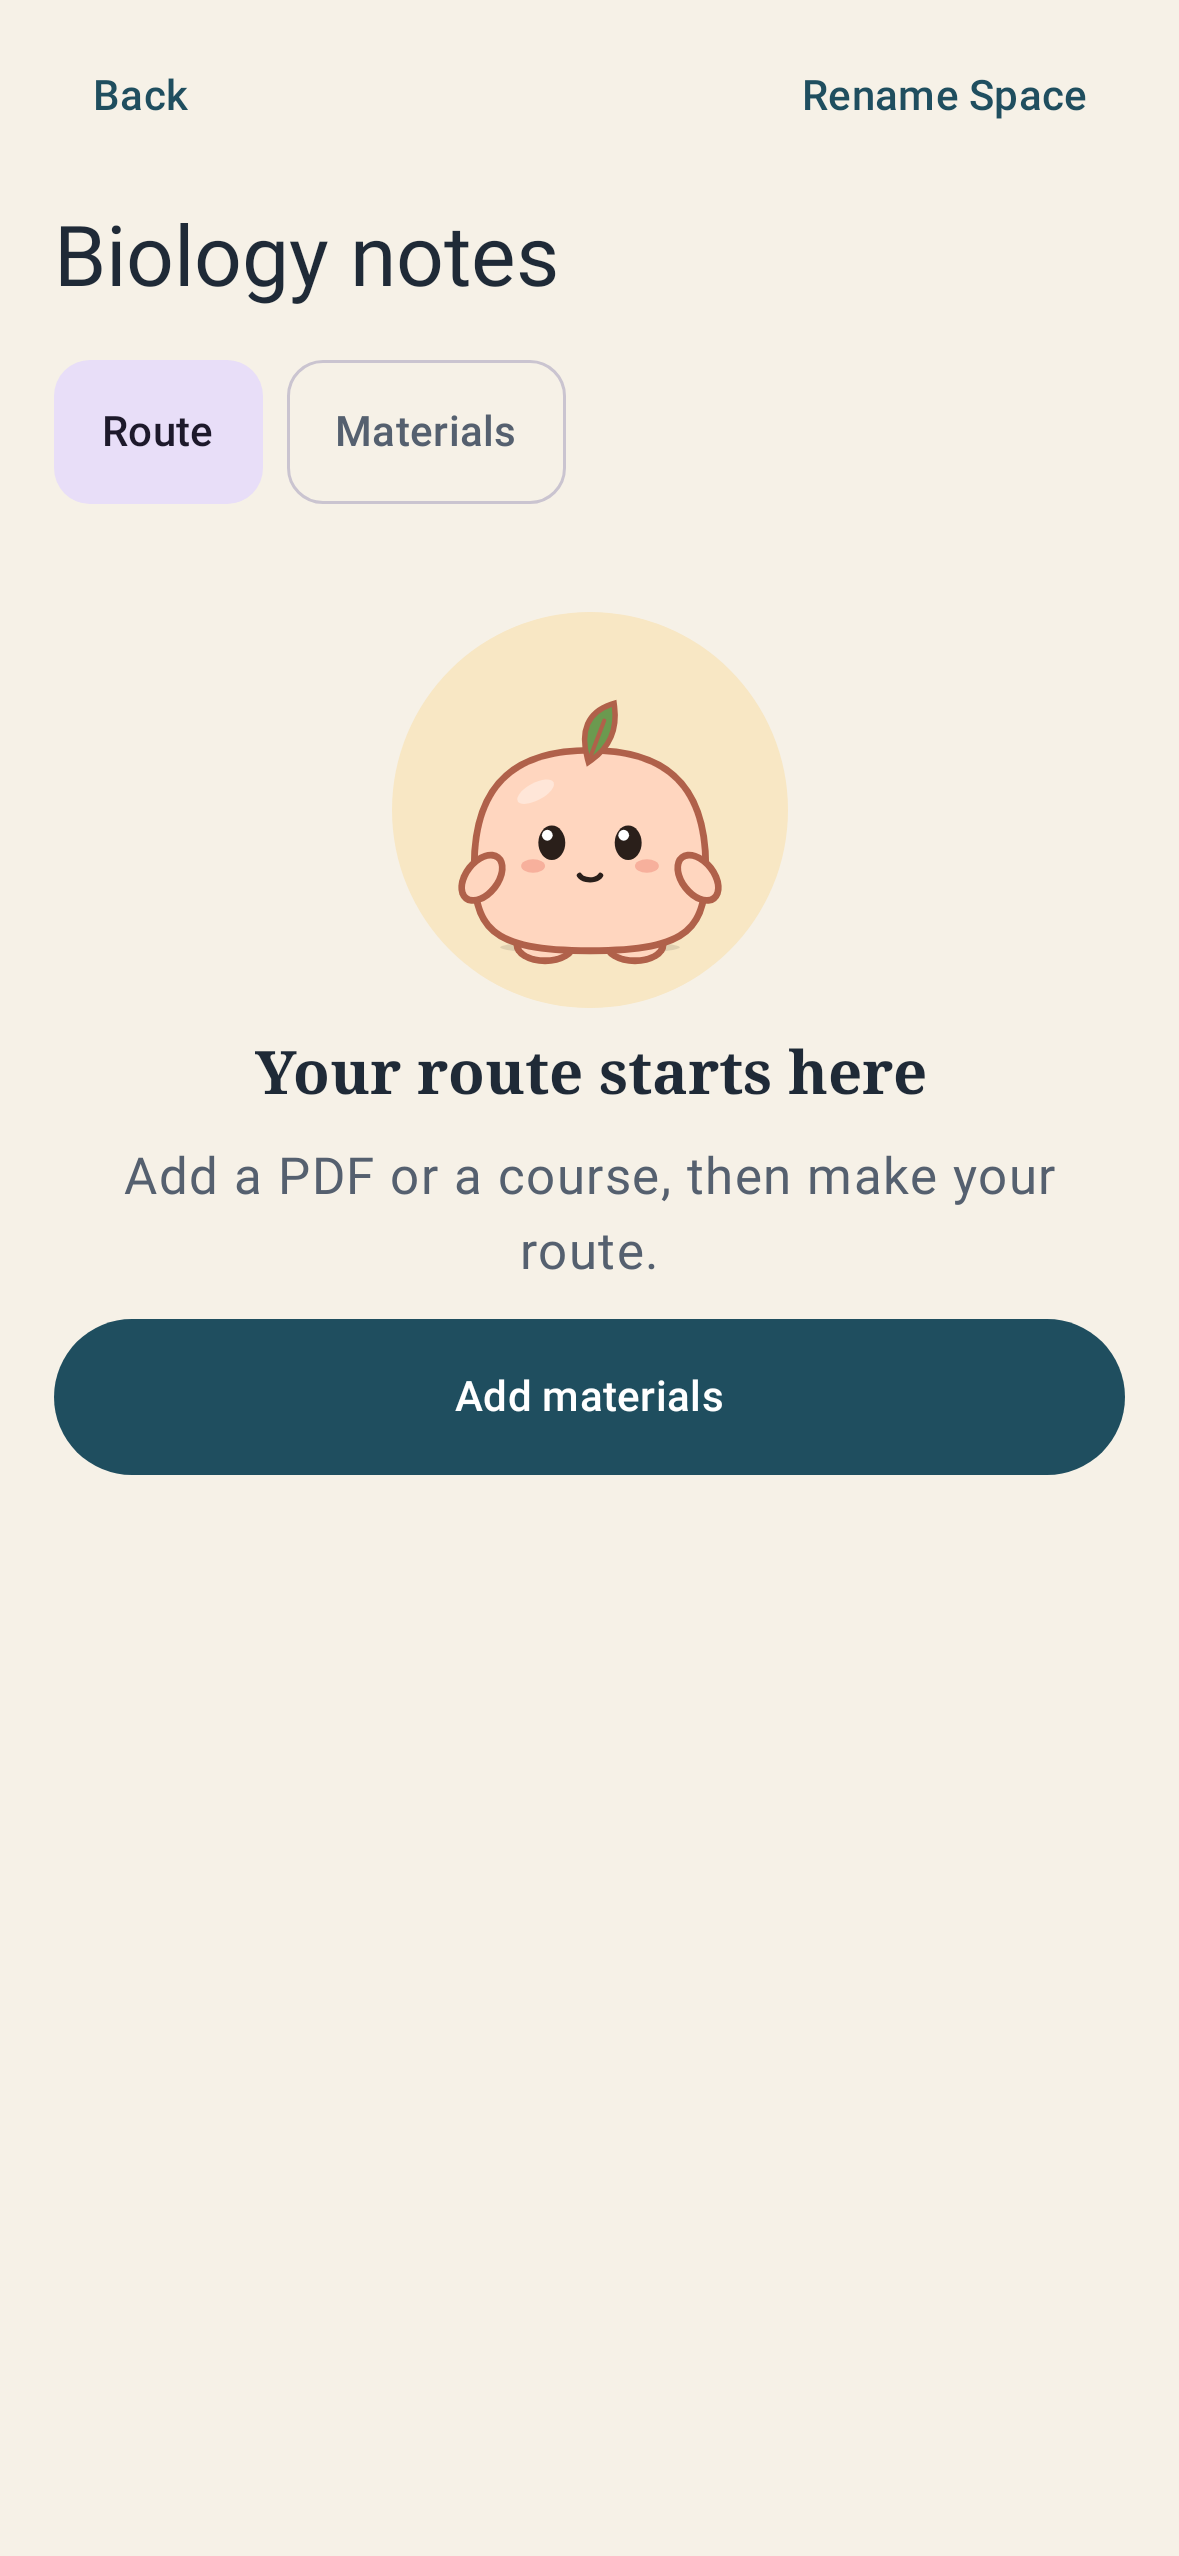 Back
Rename Space
Biology notes
Route
Materials
Your route starts here
Add a PDF or a course, then make your
route.
Add materials